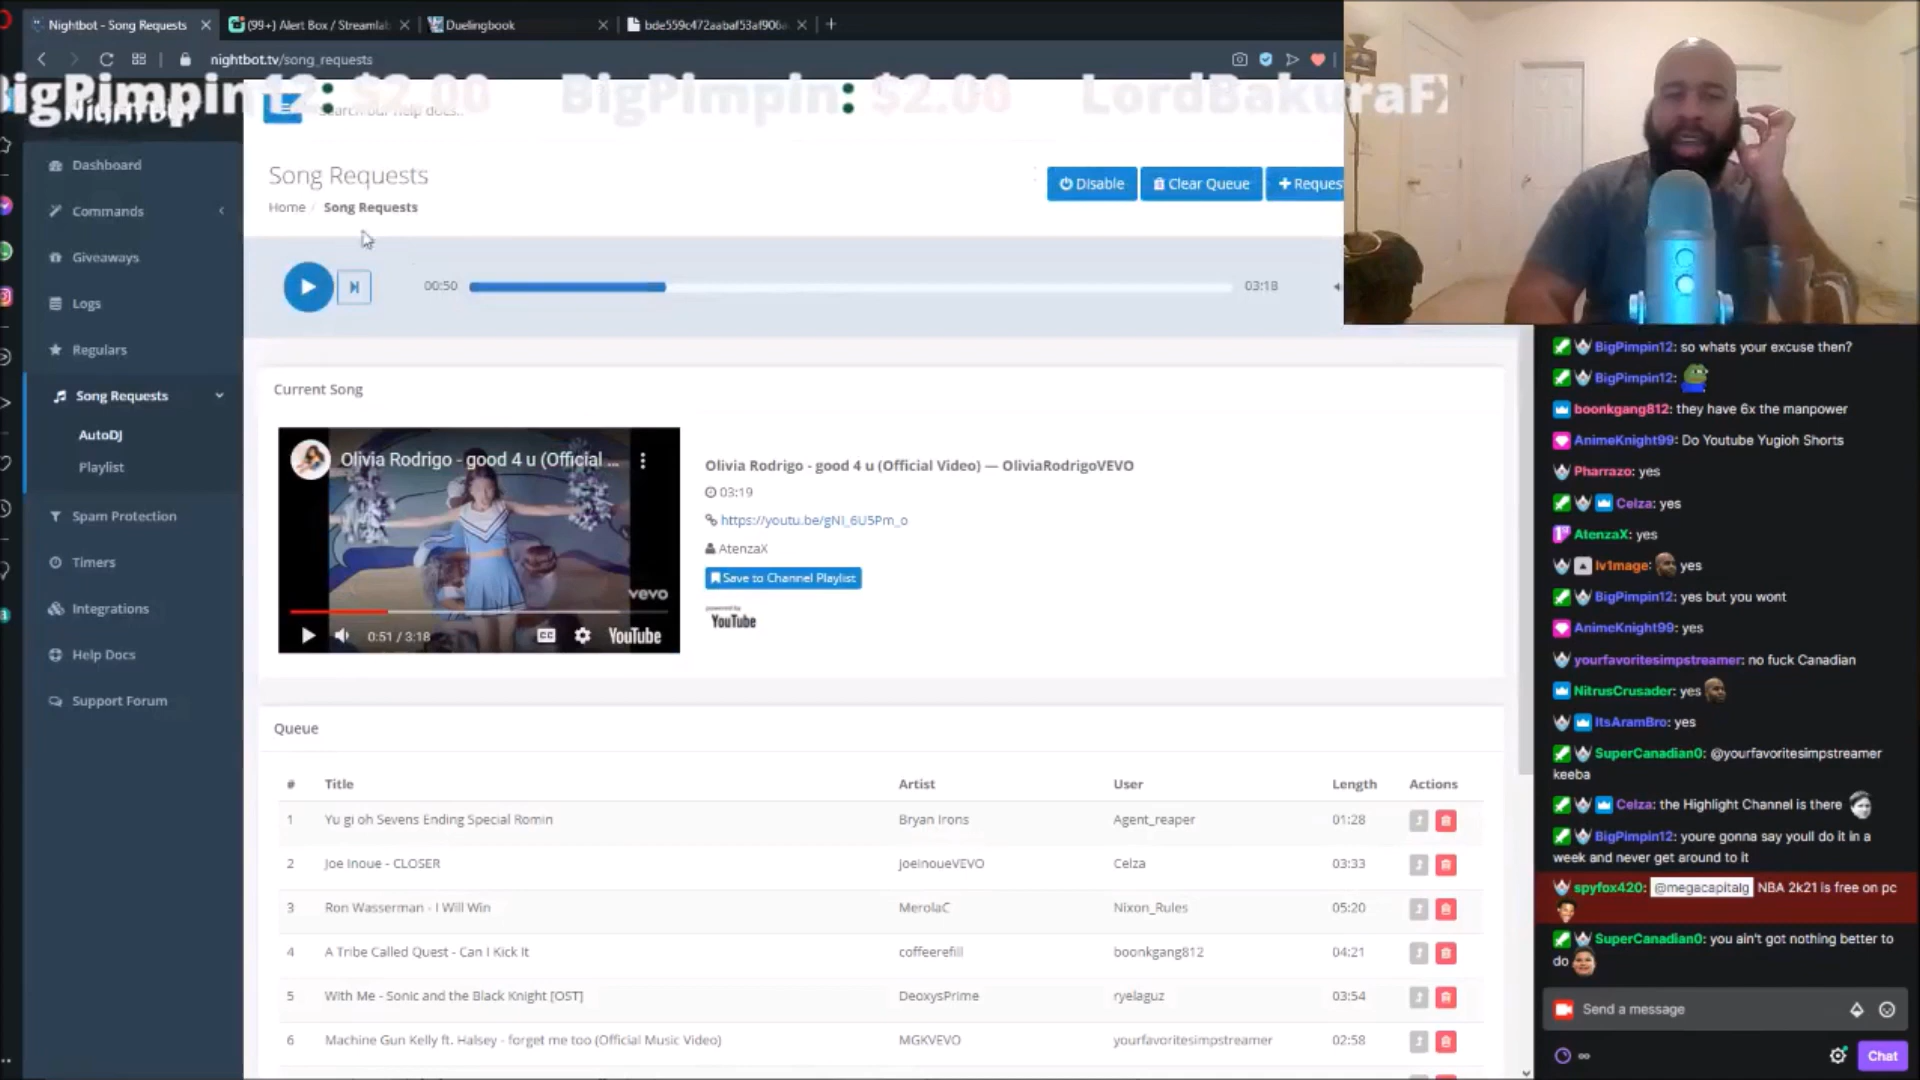 Nightbot - Song Requests
(99+) Alert Box / Streamlab
Duelingbook
bde559c472aabaf53af906a
nightbot.tv/song_requests
BigPimpin12: $2.00 BigPimpin: $2.00 LordBakuraFX
Search our help docs..
Dashboard
Commands
Giveaways
Logs
Regulars
Song Requests
AutoDJ
Playlist
Spam Protection
Timers
Integrations
Help Docs
Support Forum
Song Requests
Home / Song Requests
Disable
Clear Queue
+ Reques
00:50
03:18
Current Song
Olivia Rodrigo - good 4 u (Official ...
vevo
0:51 / 3:18
CC
YouTube
Olivia Rodrigo - good 4 u (Official Video) — OliviaRodrigoVEVO
03:19
https://youtu.be/gNi_6U5Pm_o
AtenzaX
Save to Channel Playlist
powered by
YouTube
Queue
# Title Artist User Length Actions
1 Yu gi oh Sevens Ending Special Romin Bryan Irons Agent_reaper 01:28
2 Joe Inoue - CLOSER JoeInoueVEVO Celza 03:33
3 Ron Wasserman - I Will Win MerolaC Nixon_Rules 05:20
4 A Tribe Called Quest - Can I Kick It coffeerefill boonkgang812 04:21
5 With Me - Sonic and the Black Knight [OST] DeoxysPrime ryelaguz 03:54
6 Machine Gun Kelly ft. Halsey - forget me too (Official Music Video) MGKVEVO yourfavoritesimpstreamer 02:58
BigPimpin12: so whats your excuse then?
BigPimpin12:
boonkgang812: they have 6x the manpower
AnimeKnight99: Do Youtube Yugioh Shorts
Pharrazo: yes
Celza: yes
AtenzaX: yes
lv1mage: yes
BigPimpin12: yes but you wont
AnimeKnight99: yes
yourfavoritesimpstreamer: no fuck Canadian
NitrusCrusader: yes
ItsAramBro: yes
SuperCanadian0: @yourfavoritesimpstreamer
keeba
Celza: the Highlight Channel is there
BigPimpin12: youre gonna say youll do it in a
week and never get around to it
spyfox420: @megacapitalg NBA 2k21 is free on pc
SuperCanadian0: you ain't got nothing better to
do
Send a message
Chat